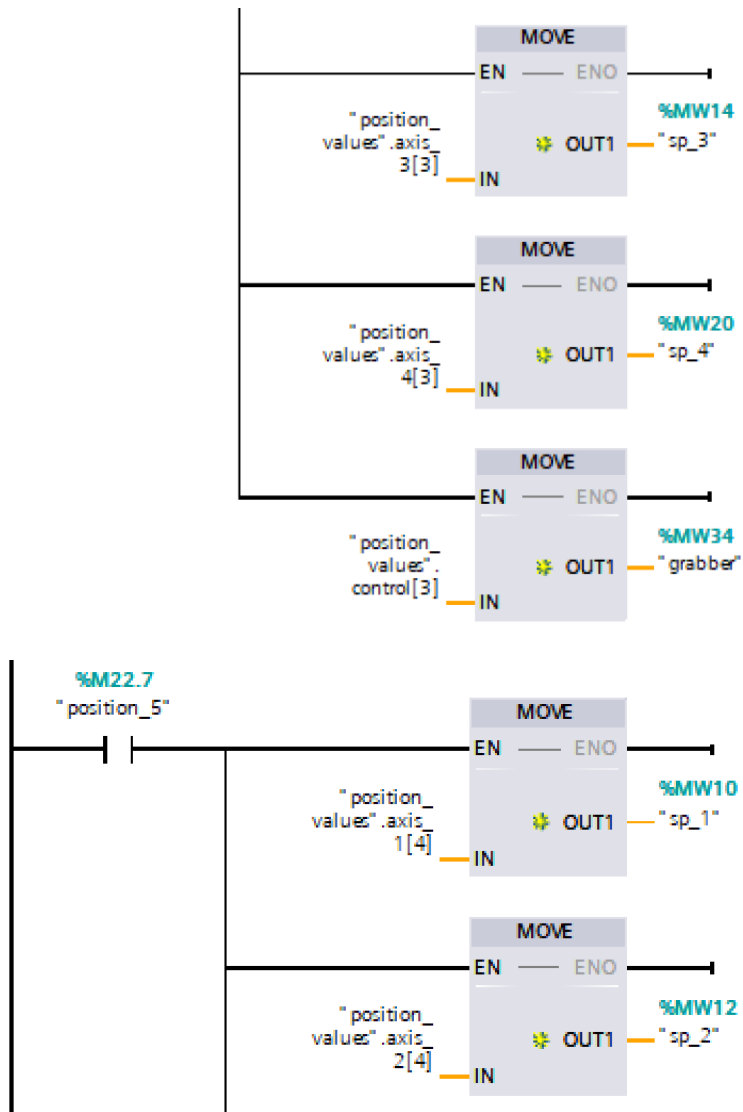 MOVE
EN ENO
%MW14
"position_
values".axis_
3[3]
OUT1 "sp_3"
IN
MOVE
EN ENO
%MW20
"position_
values".axis_
4[3]
OUT1 "sp_4"
IN
MOVE
EN ENO
%MW34
"position_
values".
control[3]
OUT1 "grabber"
IN
%M22.7
"position_5"
MOVE
EN ENO
%MW10
"position_
values".axis_
1[4]
OUT1 "sp_1"
IN
MOVE
EN ENO
%MW12
"position_
values".axis_
2[4]
OUT1 "sp_2"
IN